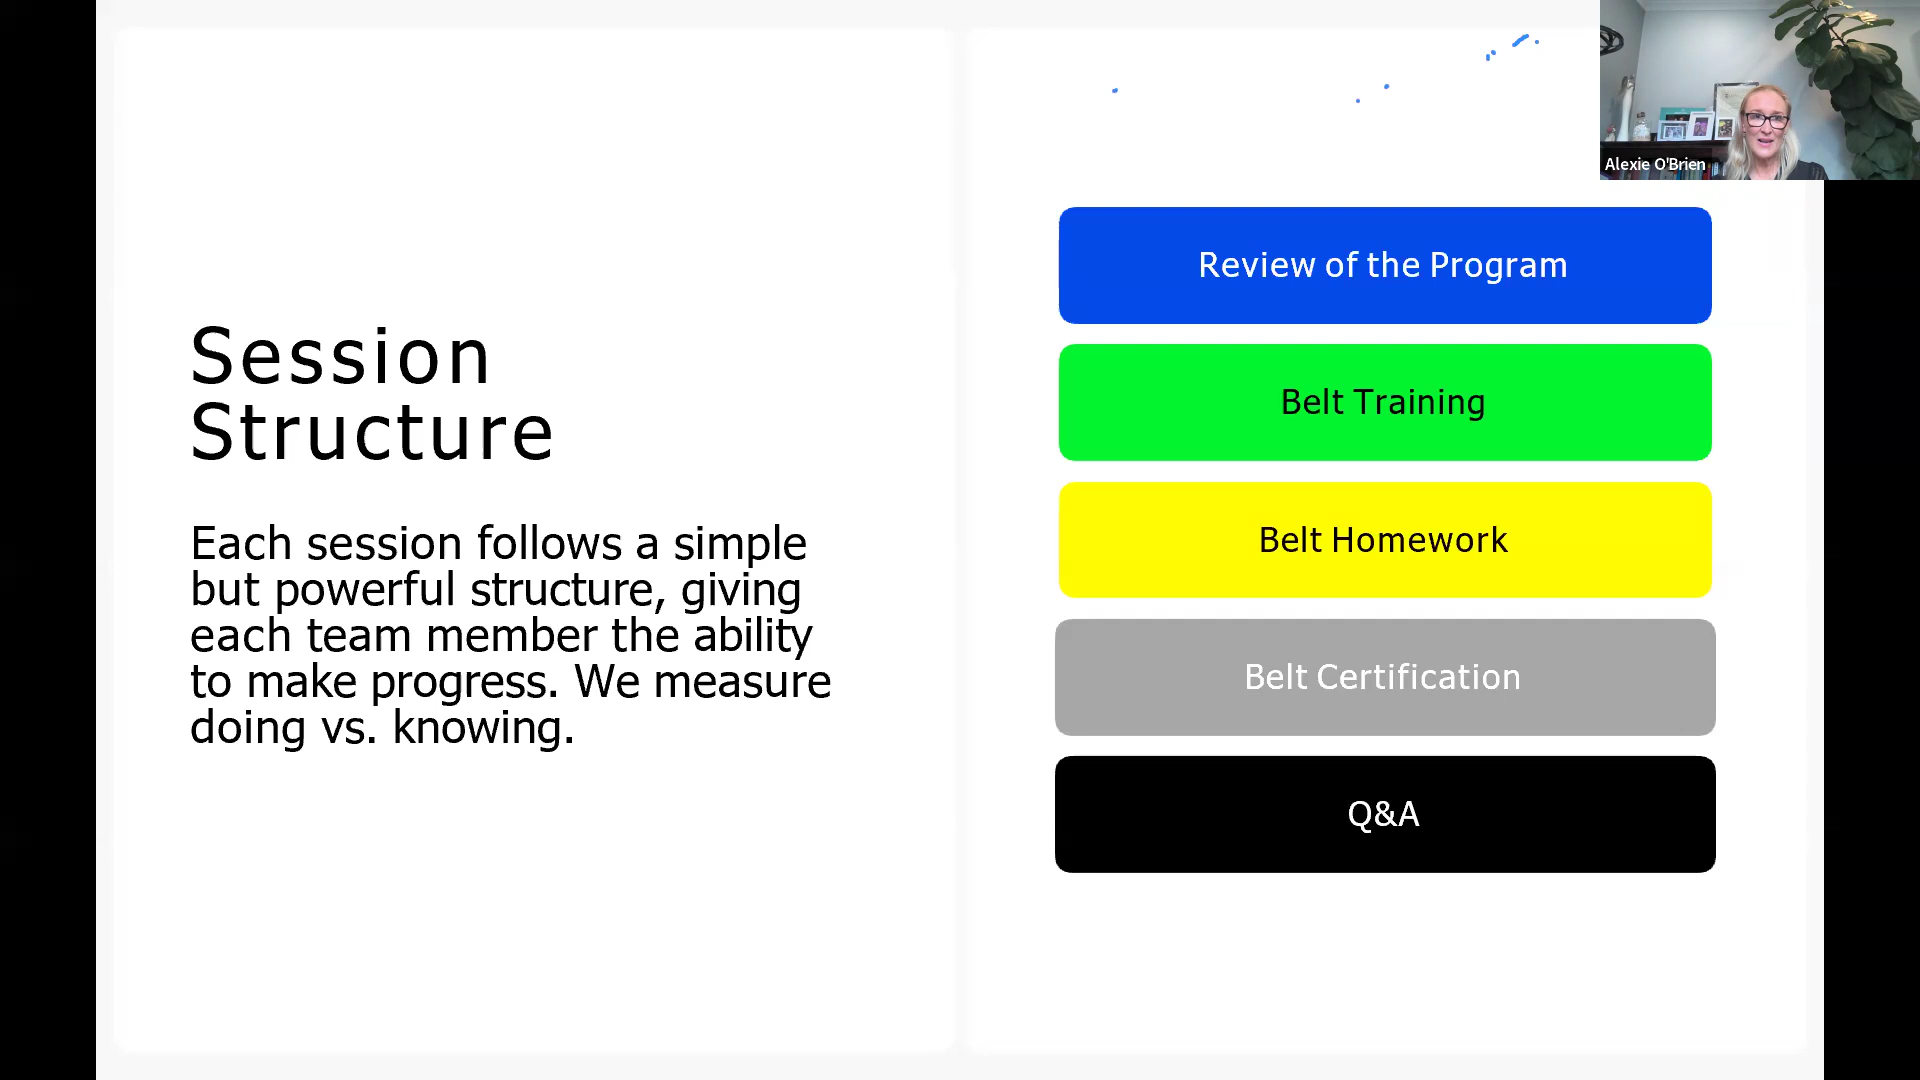 Session
Structure
Each session follows a simple
but powerful structure, giving
each team member the ability
to make progress. We measure
doing vs. knowing.
Review of the Program
Belt Training
Belt Homework
Belt Certification
Q&A
Alexie O'Brien